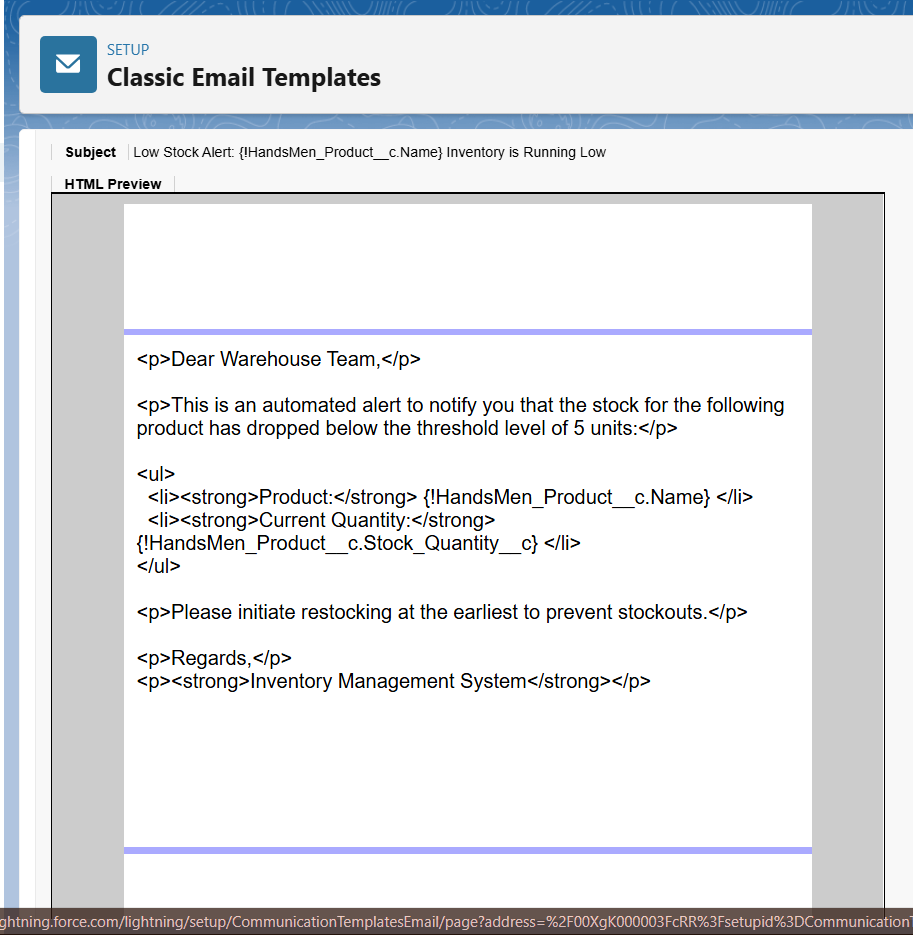 SETUP
Classic Email Templates
Subject Low Stock Alert: {!HandsMen_Product__c.Name} Inventory is Running Low
HTML Preview
<p>Dear Warehouse Team,</p>
<p>This is an automated alert to notify you that the stock for the following
product has dropped below the threshold level of 5 units:</p>
<ul>
<li><strong>Product:</strong> {!HandsMen_Product__c.Name} </li>
<li><strong>Current Quantity:</strong>
{!HandsMen_Product__c.Stock_Quantity__c} </li>
</ul>
<p>Please initiate restocking at the earliest to prevent stockouts.</p>
<p>Regards,</p>
<p><strong>Inventory Management System</strong></p>
ghtning.force.com/lightning/setup/CommunicationTemplatesEmail/page?address=%2F00XgK000003FcRR%3Fsetupid%3DCommunicationT